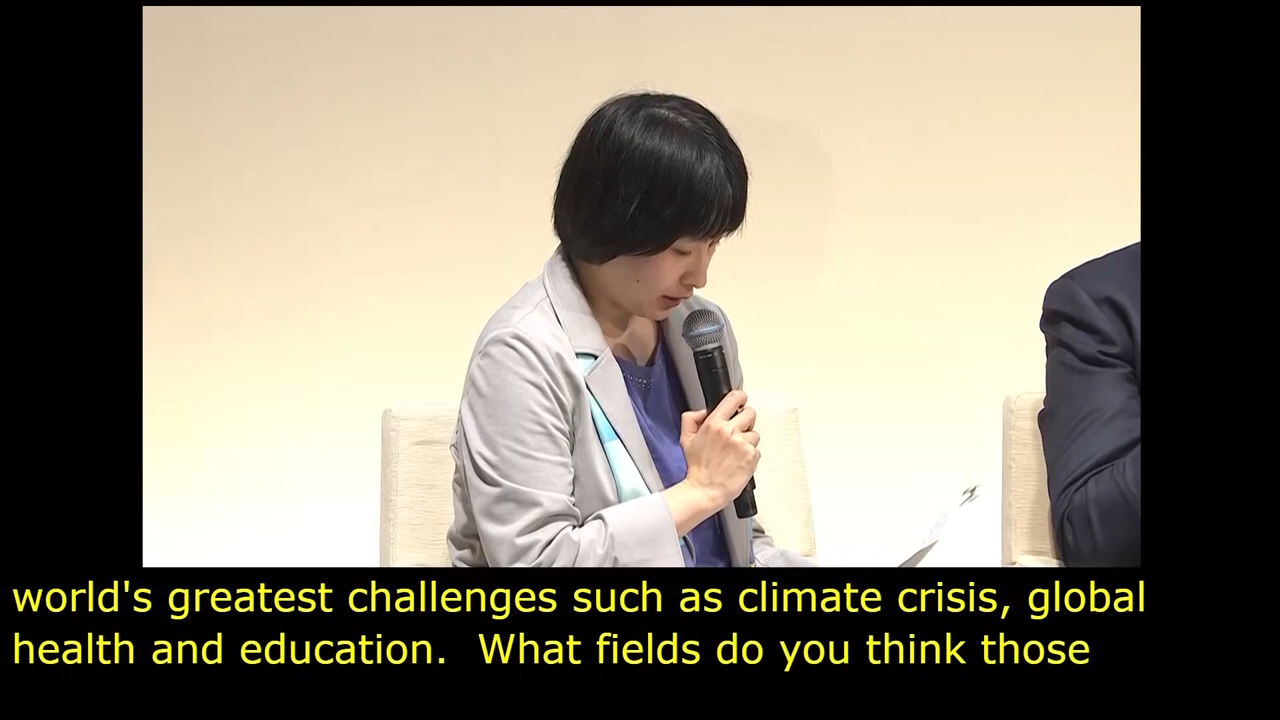 world's greatest challenges such as climate crisis, global
health and education.  What fields do you think those